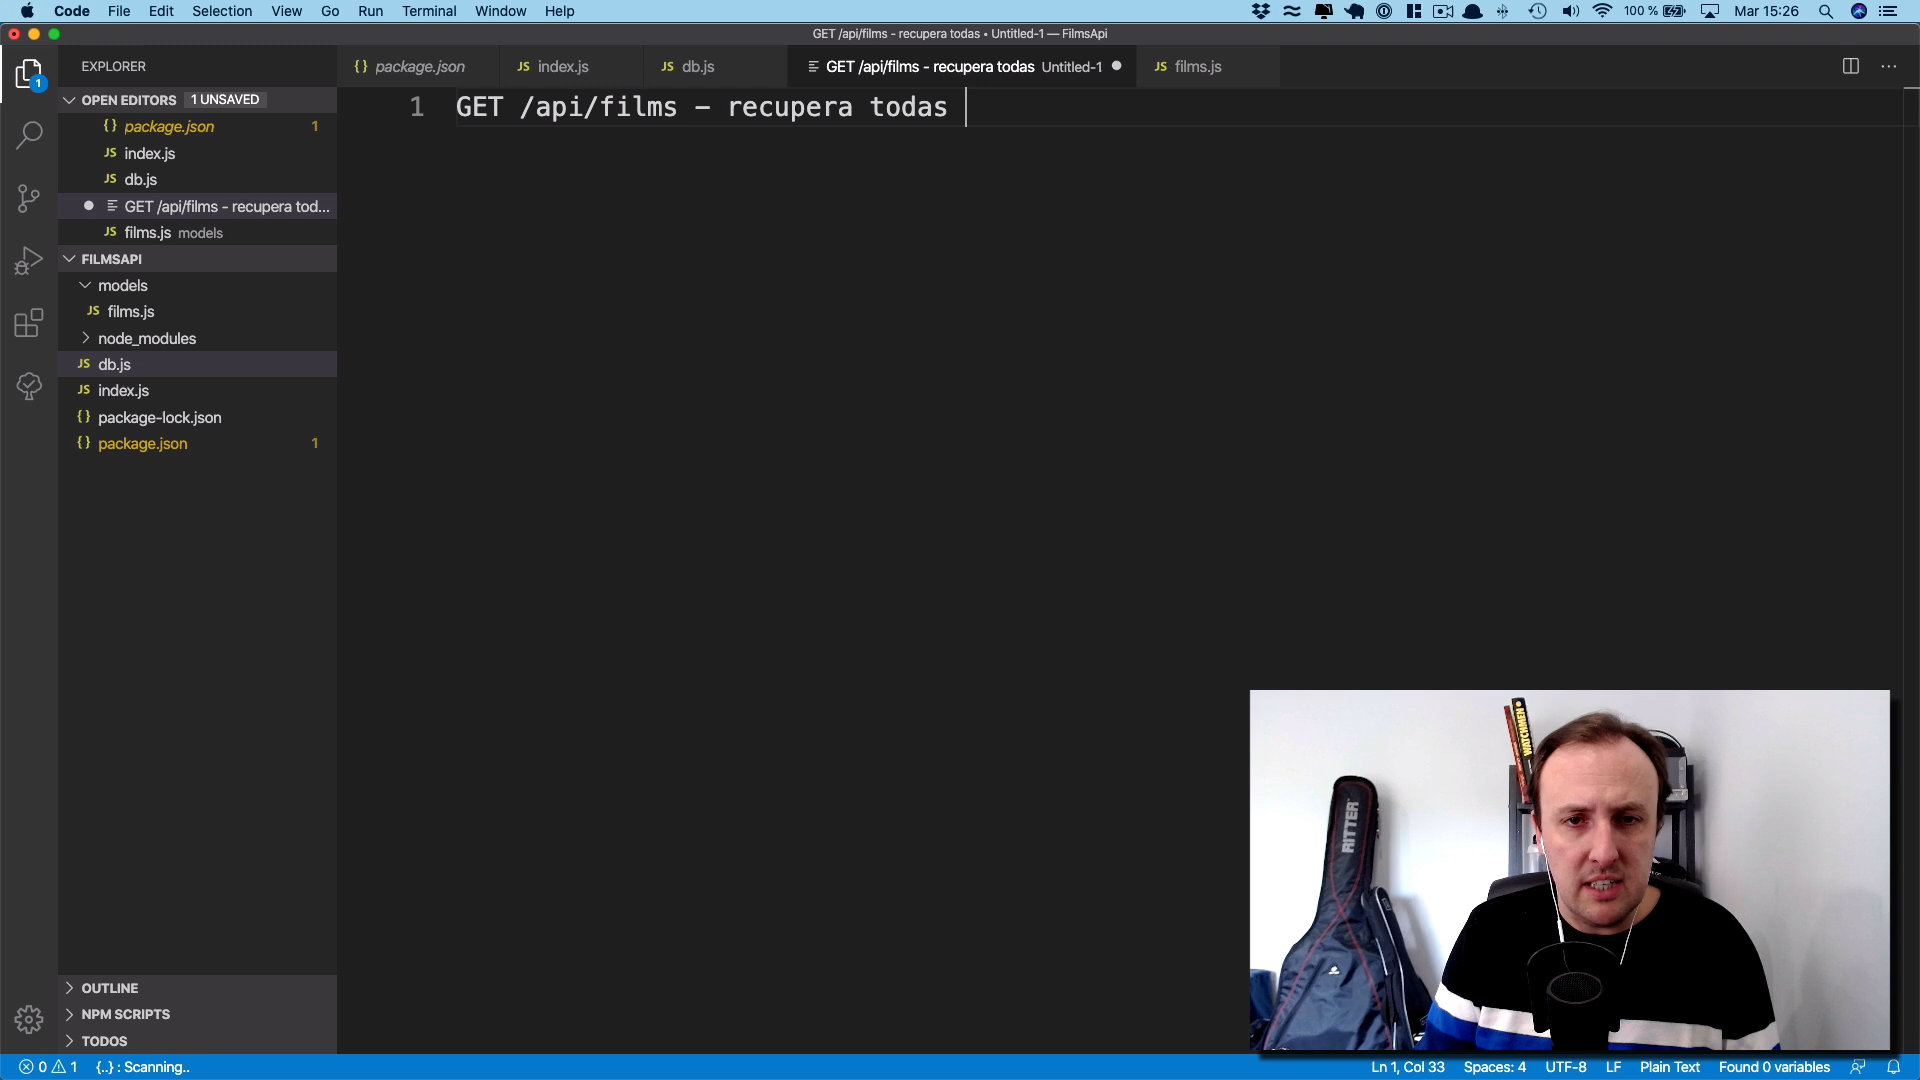 Code File Edit Selection View Go Run Terminal Window Help
100 % Mar 15:26
GET /api/films - recupera todas • Untitled-1 — FilmsApi
EXPLORER
{} package.json
JS index.js
JS db.js
GET /api/films - recupera todas Untitled-1
JS films.js
1
OPEN EDITORS 1 UNSAVED
{} package.json 1
JS index.js
JS db.js
GET /api/films - recupera tod...
JS films.js models
FILMSAPI
models
JS films.js
node_modules
JS db.js
JS index.js
{} package-lock.json
{} package.json 1
OUTLINE
NPM SCRIPTS
TODOS
1 GET /api/films - recupera todas
WATCHMEN
RITTER
0 1 {..} : Scanning..
Ln 1, Col 33 Spaces: 4 UTF-8 LF Plain Text Found 0 variables